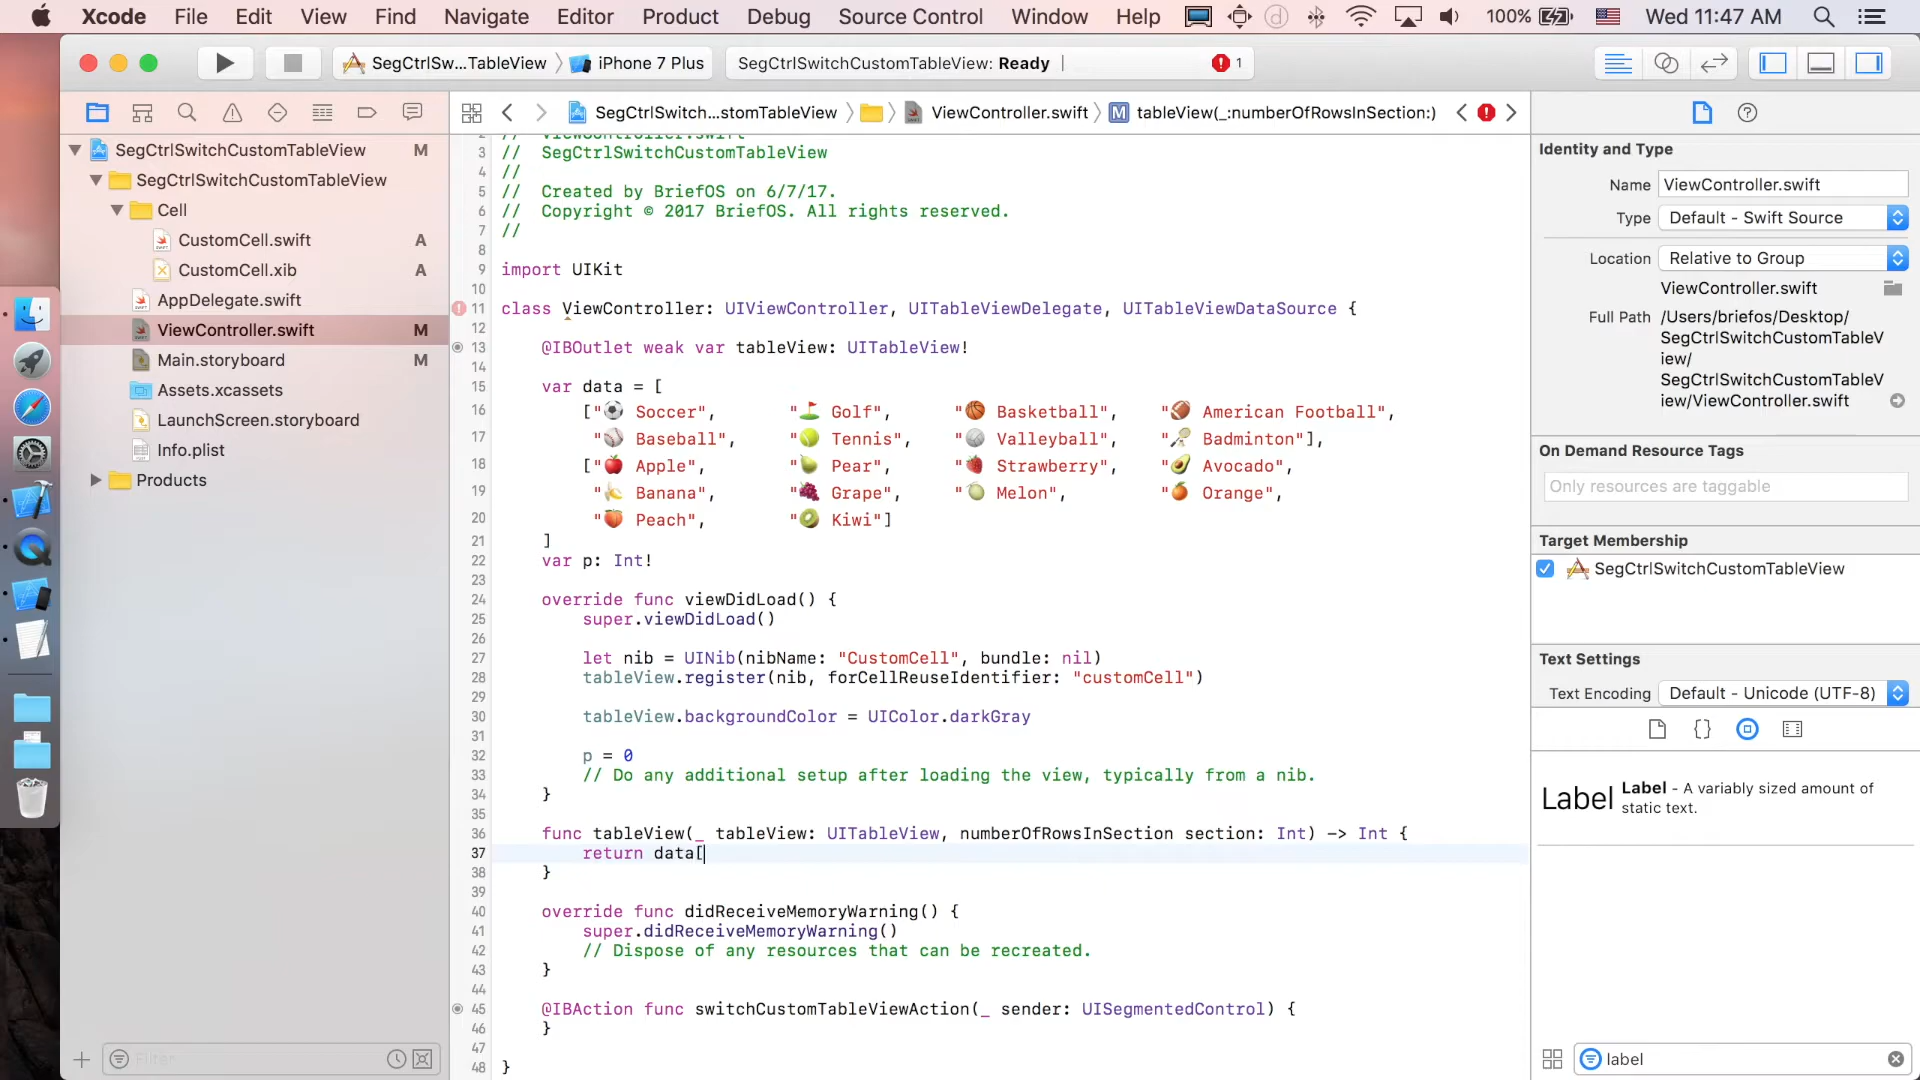 Xcode File Edit View Find Navigate Editor Product Debug Source Control Window Help 100% Wed 11:47 AM
SegCtrlSw...TableView iPhone 7 Plus SegCtrlSwitchCustomTableView: Ready 1
SegCtrlSwitch...stomTableView ViewController.swift M tableView(_:numberOfRowsInSection:)
SegCtrlSwitchCustomTableView M
SegCtrlSwitchCustomTableView
Cell
CustomCell.swift A
CustomCell.xib A
AppDelegate.swift
ViewController.swift M
Main.storyboard M
Assets.xcassets
LaunchScreen.storyboard
Info.plist
Products
Filter
2 // ViewController.swift
3 // SegCtrlSwitchCustomTableView
4 //
5 // Created by BriefOS on 6/7/17.
6 // Copyright © 2017 BriefOS. All rights reserved.
7 //
8
9 import UIKit
10
11 class ViewController: UIViewController, UITableViewDelegate, UITableViewDataSource {
12
13 @IBOutlet weak var tableView: UITableView!
14
15 var data = [
16 ["⚽ Soccer", "⛳ Golf", "🏀 Basketball", "🏈 American Football",
17 "⚾ Baseball", "🎾 Tennis", "🏐 Valleyball", "🏸 Badminton"],
18 ["🍎 Apple", "🍐 Pear", "🍓 Strawberry", "🥑 Avocado",
19 "🍌 Banana", "🍇 Grape", "🍈 Melon", "🍊 Orange",
20 "🍑 Peach", "🥝 Kiwi"]
21 ]
22 var p: Int!
23
24 override func viewDidLoad() {
25 super.viewDidLoad()
26
27 let nib = UINib(nibName: "CustomCell", bundle: nil)
28 tableView.register(nib, forCellReuseIdentifier: "customCell")
29
30 tableView.backgroundColor = UIColor.darkGray
31
32 p = 0
33 // Do any additional setup after loading the view, typically from a nib.
34 }
35
36 func tableView(_ tableView: UITableView, numberOfRowsInSection section: Int) -> Int {
37 return data[
38 }
39
40 override func didReceiveMemoryWarning() {
41 super.didReceiveMemoryWarning()
42 // Dispose of any resources that can be recreated.
43 }
44
45 @IBAction func switchCustomTableViewAction(_ sender: UISegmentedControl) {
46 }
47
48 }
Identity and Type
Name ViewController.swift
Type Default - Swift Source
Location Relative to Group
ViewController.swift
Full Path /Users/briefos/Desktop/
SegCtrlSwitchCustomTableV
iew/
SegCtrlSwitchCustomTableV
iew/ViewController.swift
On Demand Resource Tags
Only resources are taggable
Target Membership
SegCtrlSwitchCustomTableView
Text Settings
Text Encoding Default - Unicode (UTF-8)
Label Label - A variably sized amount of
static text.
label